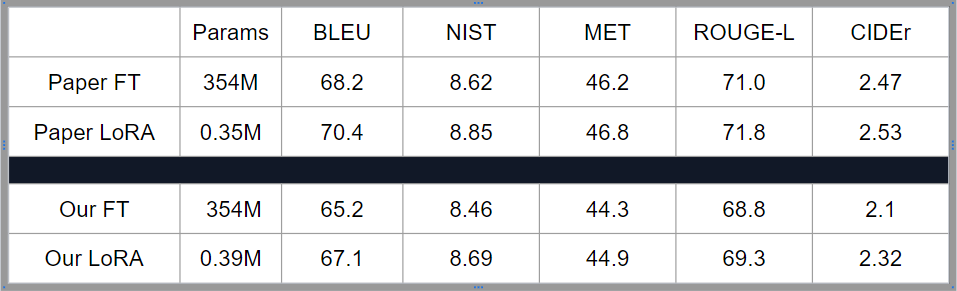 Params BLEU NIST MET ROUGE-L CIDEr
Paper FT 354M 68.2 8.62 46.2 71.0 2.47
Paper LoRA 0.35M 70.4 8.85 46.8 71.8 2.53
Our FT 354M 65.2 8.46 44.3 68.8 2.1
Our LoRA 0.39M 67.1 8.69 44.9 69.3 2.32